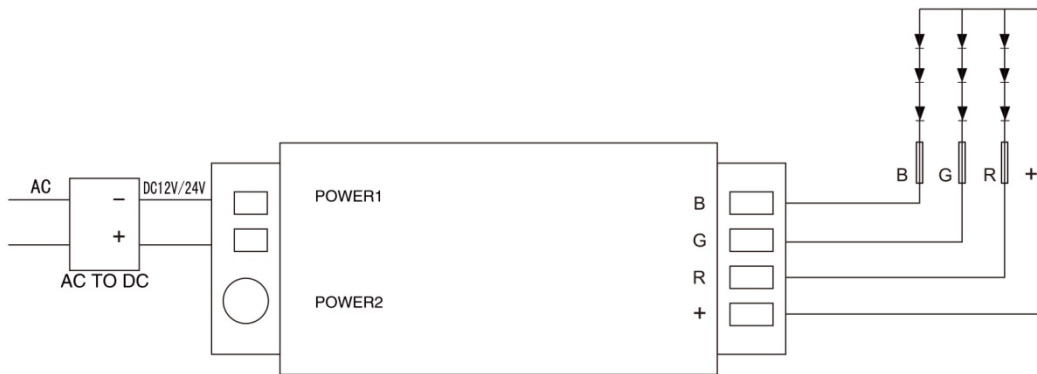 AC
−
+
AC TO DC
DC12V/24V
POWER1
POWER2
B
G
R
+
B G R +